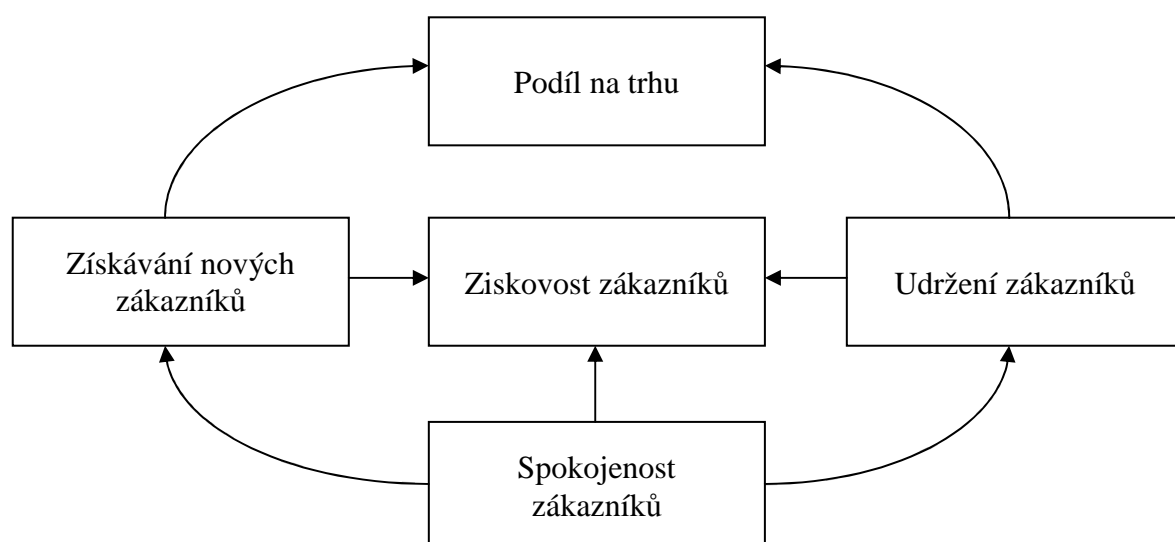 Podíl na trhu
Získávání nových
zákazníků
Ziskovost zákazníků
Udržení zákazníků
Spokojenost
zákazníků